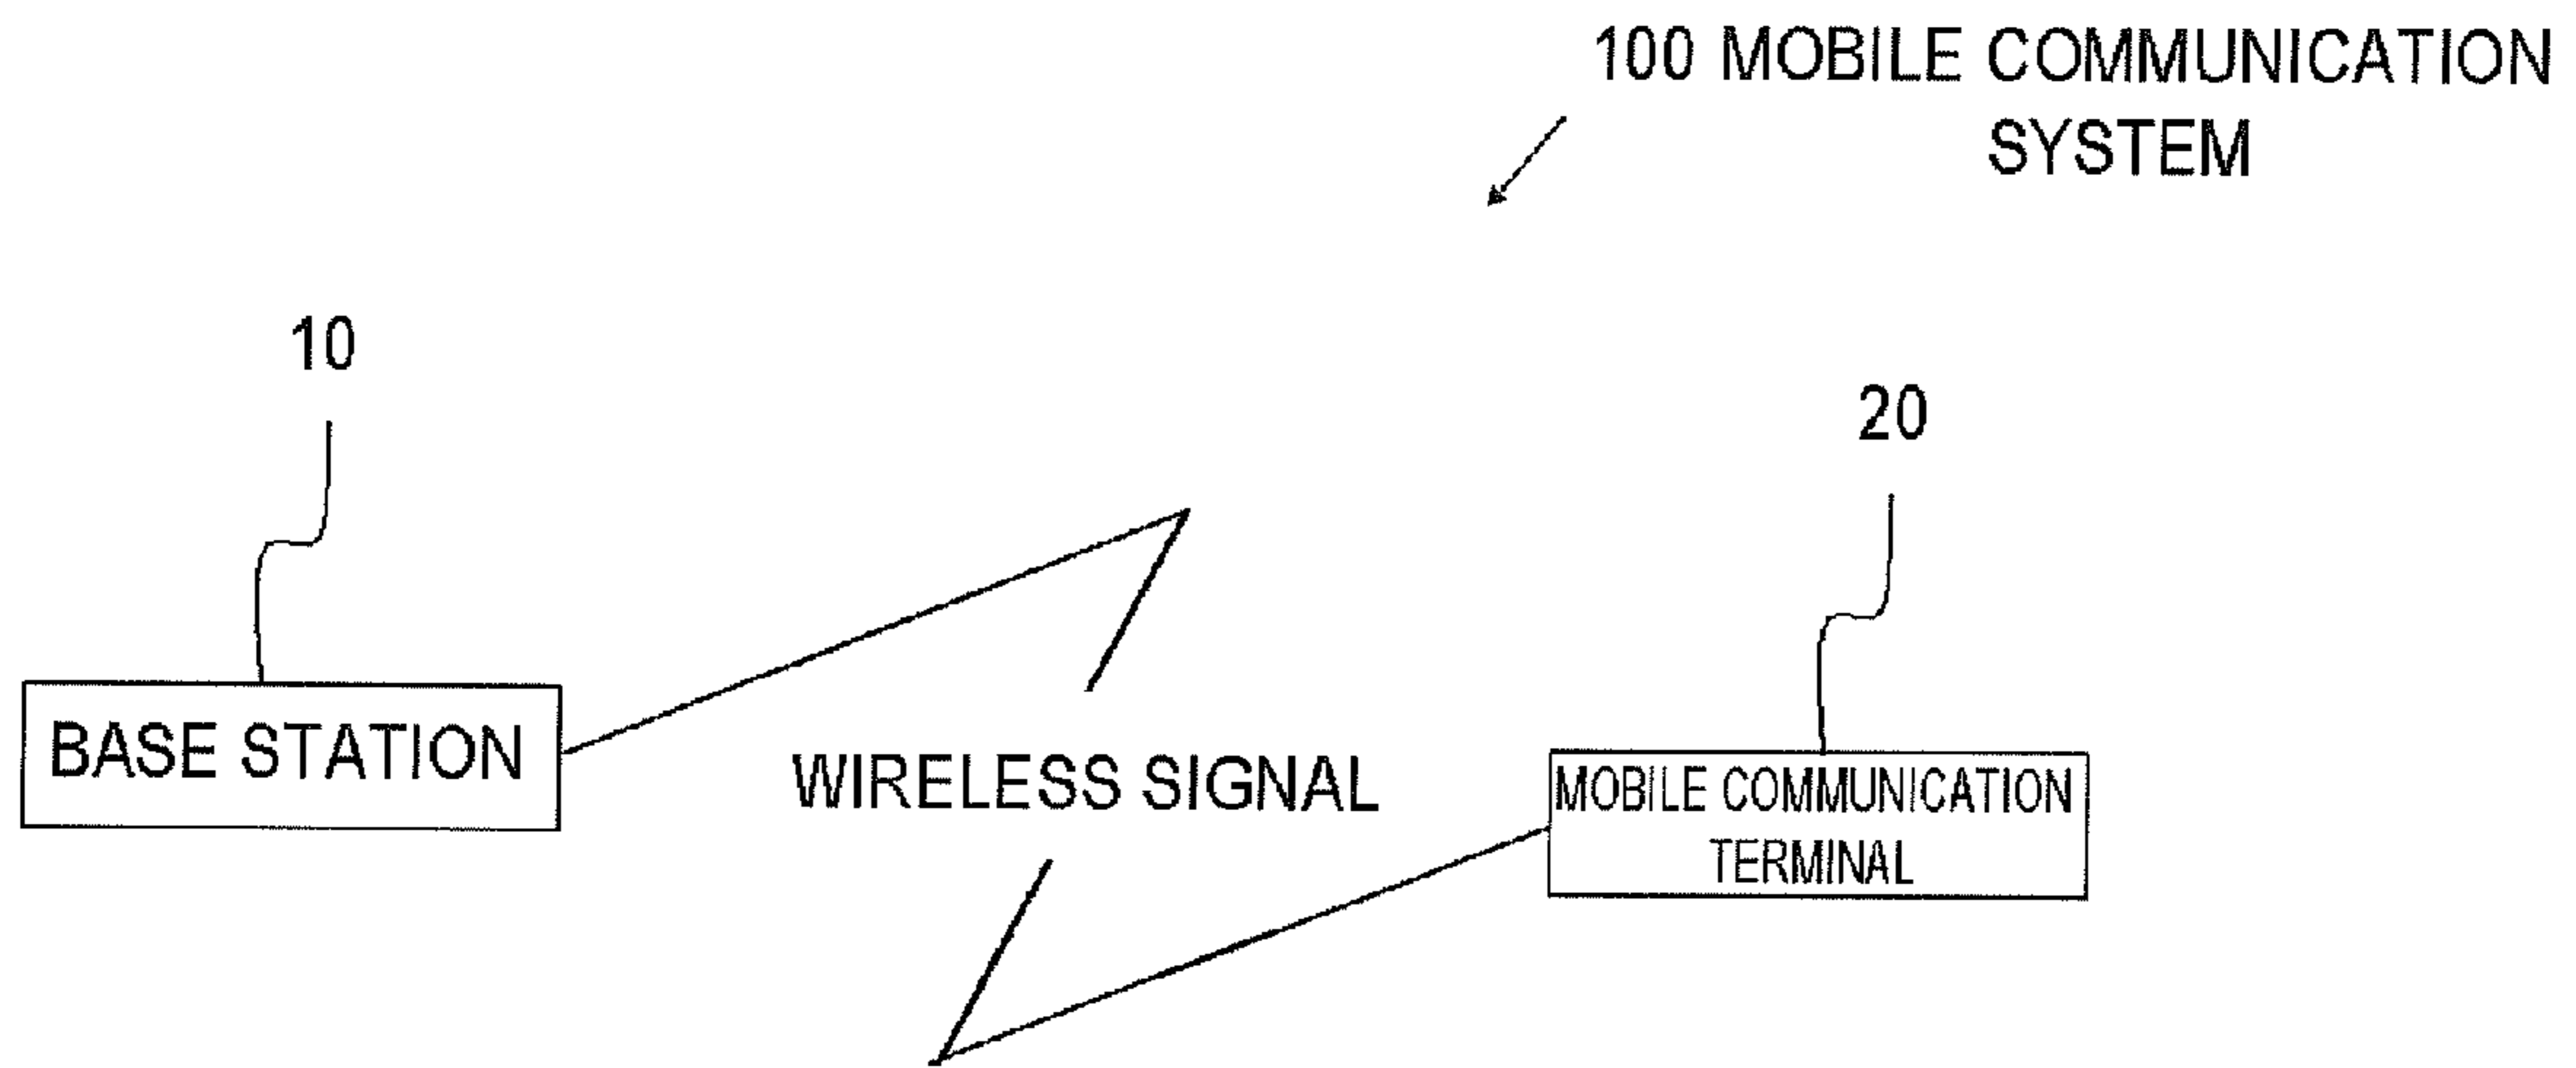 100 MOBILE COMMUNICATION
SYSTEM
10
20
BASE STATION
WIRELESS SIGNAL
MOBILE COMMUNICATION
TERMINAL